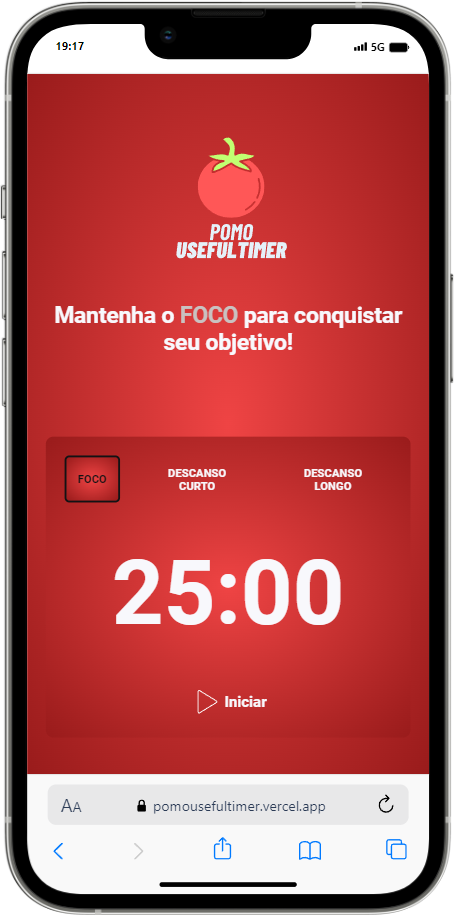 19:17
5G
POMO
USEFULTIMER
Mantenha o FOCO para conquistar
seu objetivo!
FOCO
DESCANSO
CURTO
DESCANSO
LONGO
25:00
Iniciar
AA
pomousefultimer.vercel.app